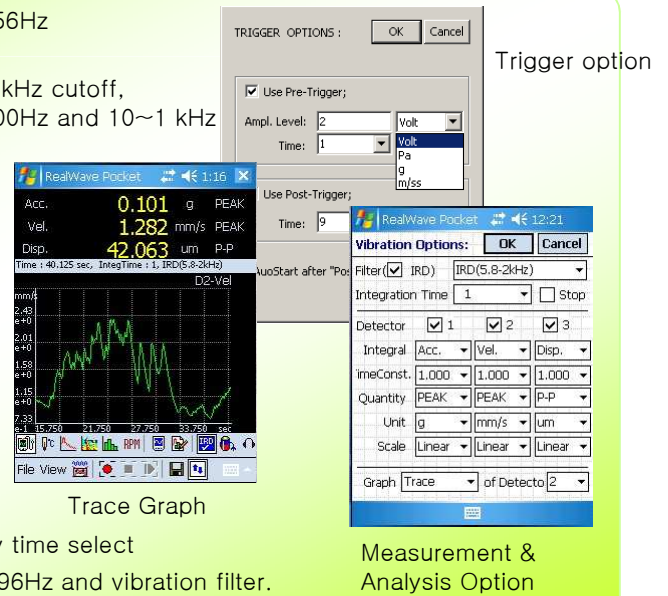 56Hz
kHz cutoff,
00Hz and 10~1 kHz
TRIGGER OPTIONS :
OK
Cancel
Trigger option
Use Pre-Trigger;
Ampl. Level: 2 Volt
Time: 1
Volt
Pa
g
m/ss
Use Post-Trigger;
Time: 9
AuoStart after "Pos
RealWave Pocket 1:16
Acc. 0.101 g PEAK
Vel. 1.282 mm/s PEAK
Disp. 42.063 um P-P
Time : 40.125 sec, IntegTime : 1, IRD(5.8-2kHz)
D2-Vel
mm/s
2.43
e+0
2.01
e+0
1.58
e+0
1.15
e+0
7.33
e-1 15.750 21.750 27.750 33.750 sec
RPM
IRD
File View
Trace Graph
RealWave Pocket 12:21
Vibration Options: OK Cancel
Filter( IRD) IRD(5.8-2kHz)
Integration Time 1 Stop
Detector 1 2 3
Integral Acc. Vel. Disp.
TimeConst. 1.000 1.000 1.000
Quantity PEAK PEAK P-P
Unit g mm/s um
Scale Linear Linear Linear
Graph Trace of Detecto 2
Measurement &
Analysis Option
y time select
96Hz and vibration filter.